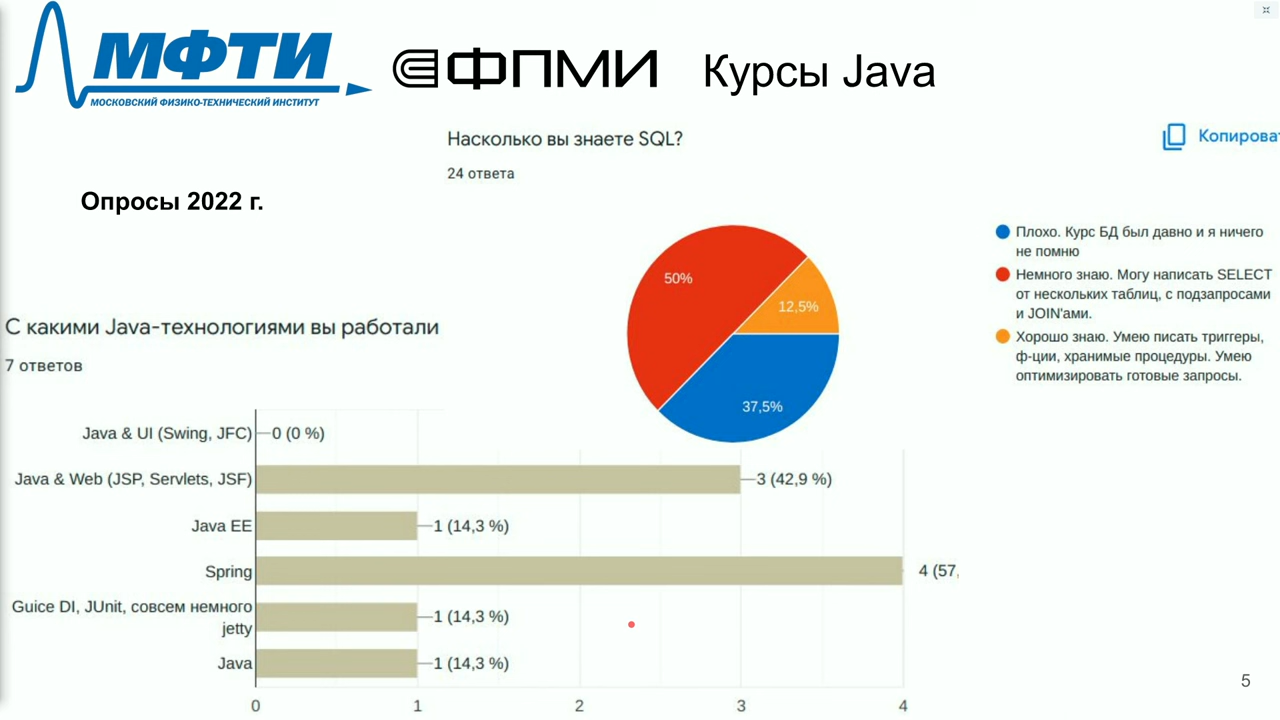 МФТИ
МОСКОВСКИЙ ФИЗИКО-ТЕХНИЧЕСКИЙ ИНСТИТУТ
ФПМИ
Курсы Java
Насколько вы знаете SQL?
Копироват
24 ответа
Опросы 2022 г.
Плохо. Курс БД был давно и я ничего
не помню
Немного знаю. Могу написать SELECT
от нескольких таблиц, с подзапросами
и JOIN'ами.
Хорошо знаю. Умею писать триггеры,
ф-ции, хранимые процедуры. Умею
оптимизировать готовые запросы.
50%
12,5%
37,5%
С какими Java-технологиями вы работали
7 ответов
Java & UI (Swing, JFC)
0 (0 %)
Java & Web (JSP, Servlets, JSF)
3 (42,9 %)
Java EE
1 (14,3 %)
Spring
4 (57,
Guice DI, JUnit, совсем немного
jetty
1 (14,3 %)
Java
1 (14,3 %)
0 1 2 3 4
5